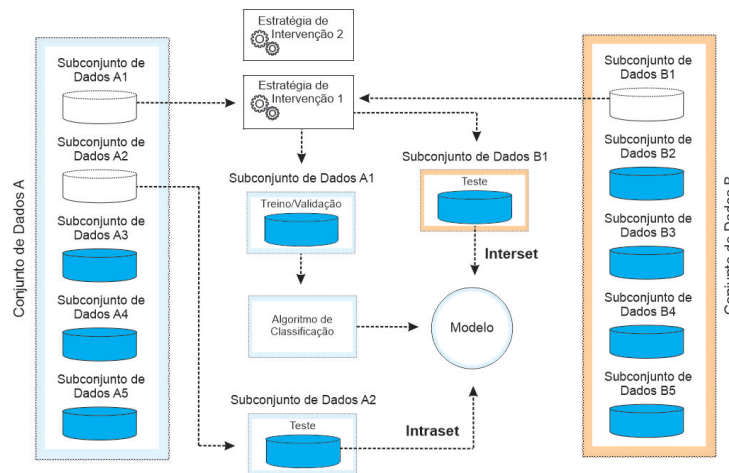 Estratégia de
Intervenção 2
Subconjunto de
Dados A1
Estratégia de
Intervenção 1
Subconjunto de
Dados B1
Subconjunto de
Dados A2
Subconjunto de Dados B1
Teste
Subconjunto de
Dados B2
Subconjunto de Dados A1
Treino/Validação
Conjunto de Dados A
Subconjunto de
Dados A3
Interset
Subconjunto de
Dados B3
Conjunto de Dados
Subconjunto de
Dados A4
Algoritmo de
Classificação
Modelo
Subconjunto de
Dados B4
Subconjunto de
Dados A5
Subconjunto de Dados A2
Teste
Intraset
Subconjunto de
Dados B5